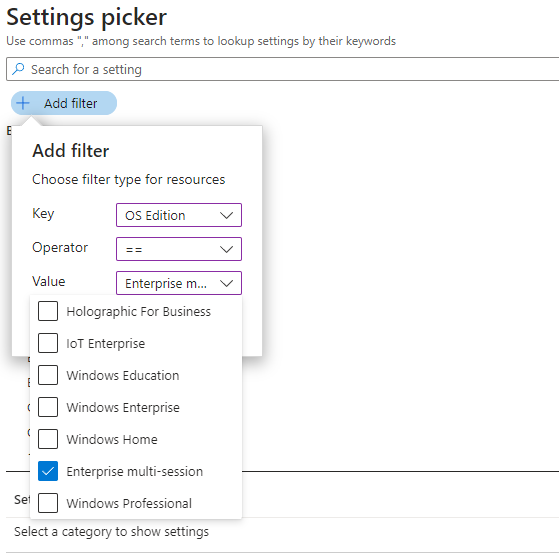 Settings picker
Use commas "," among search terms to lookup settings by their keywords
Search for a setting
+ Add filter
Add filter
Choose filter type for resources
Key OS Edition
Operator ==
Value Enterprise m...
Holographic For Business
IoT Enterprise
Windows Education
Windows Enterprise
Windows Home
Enterprise multi-session
Windows Professional
Select a category to show settings